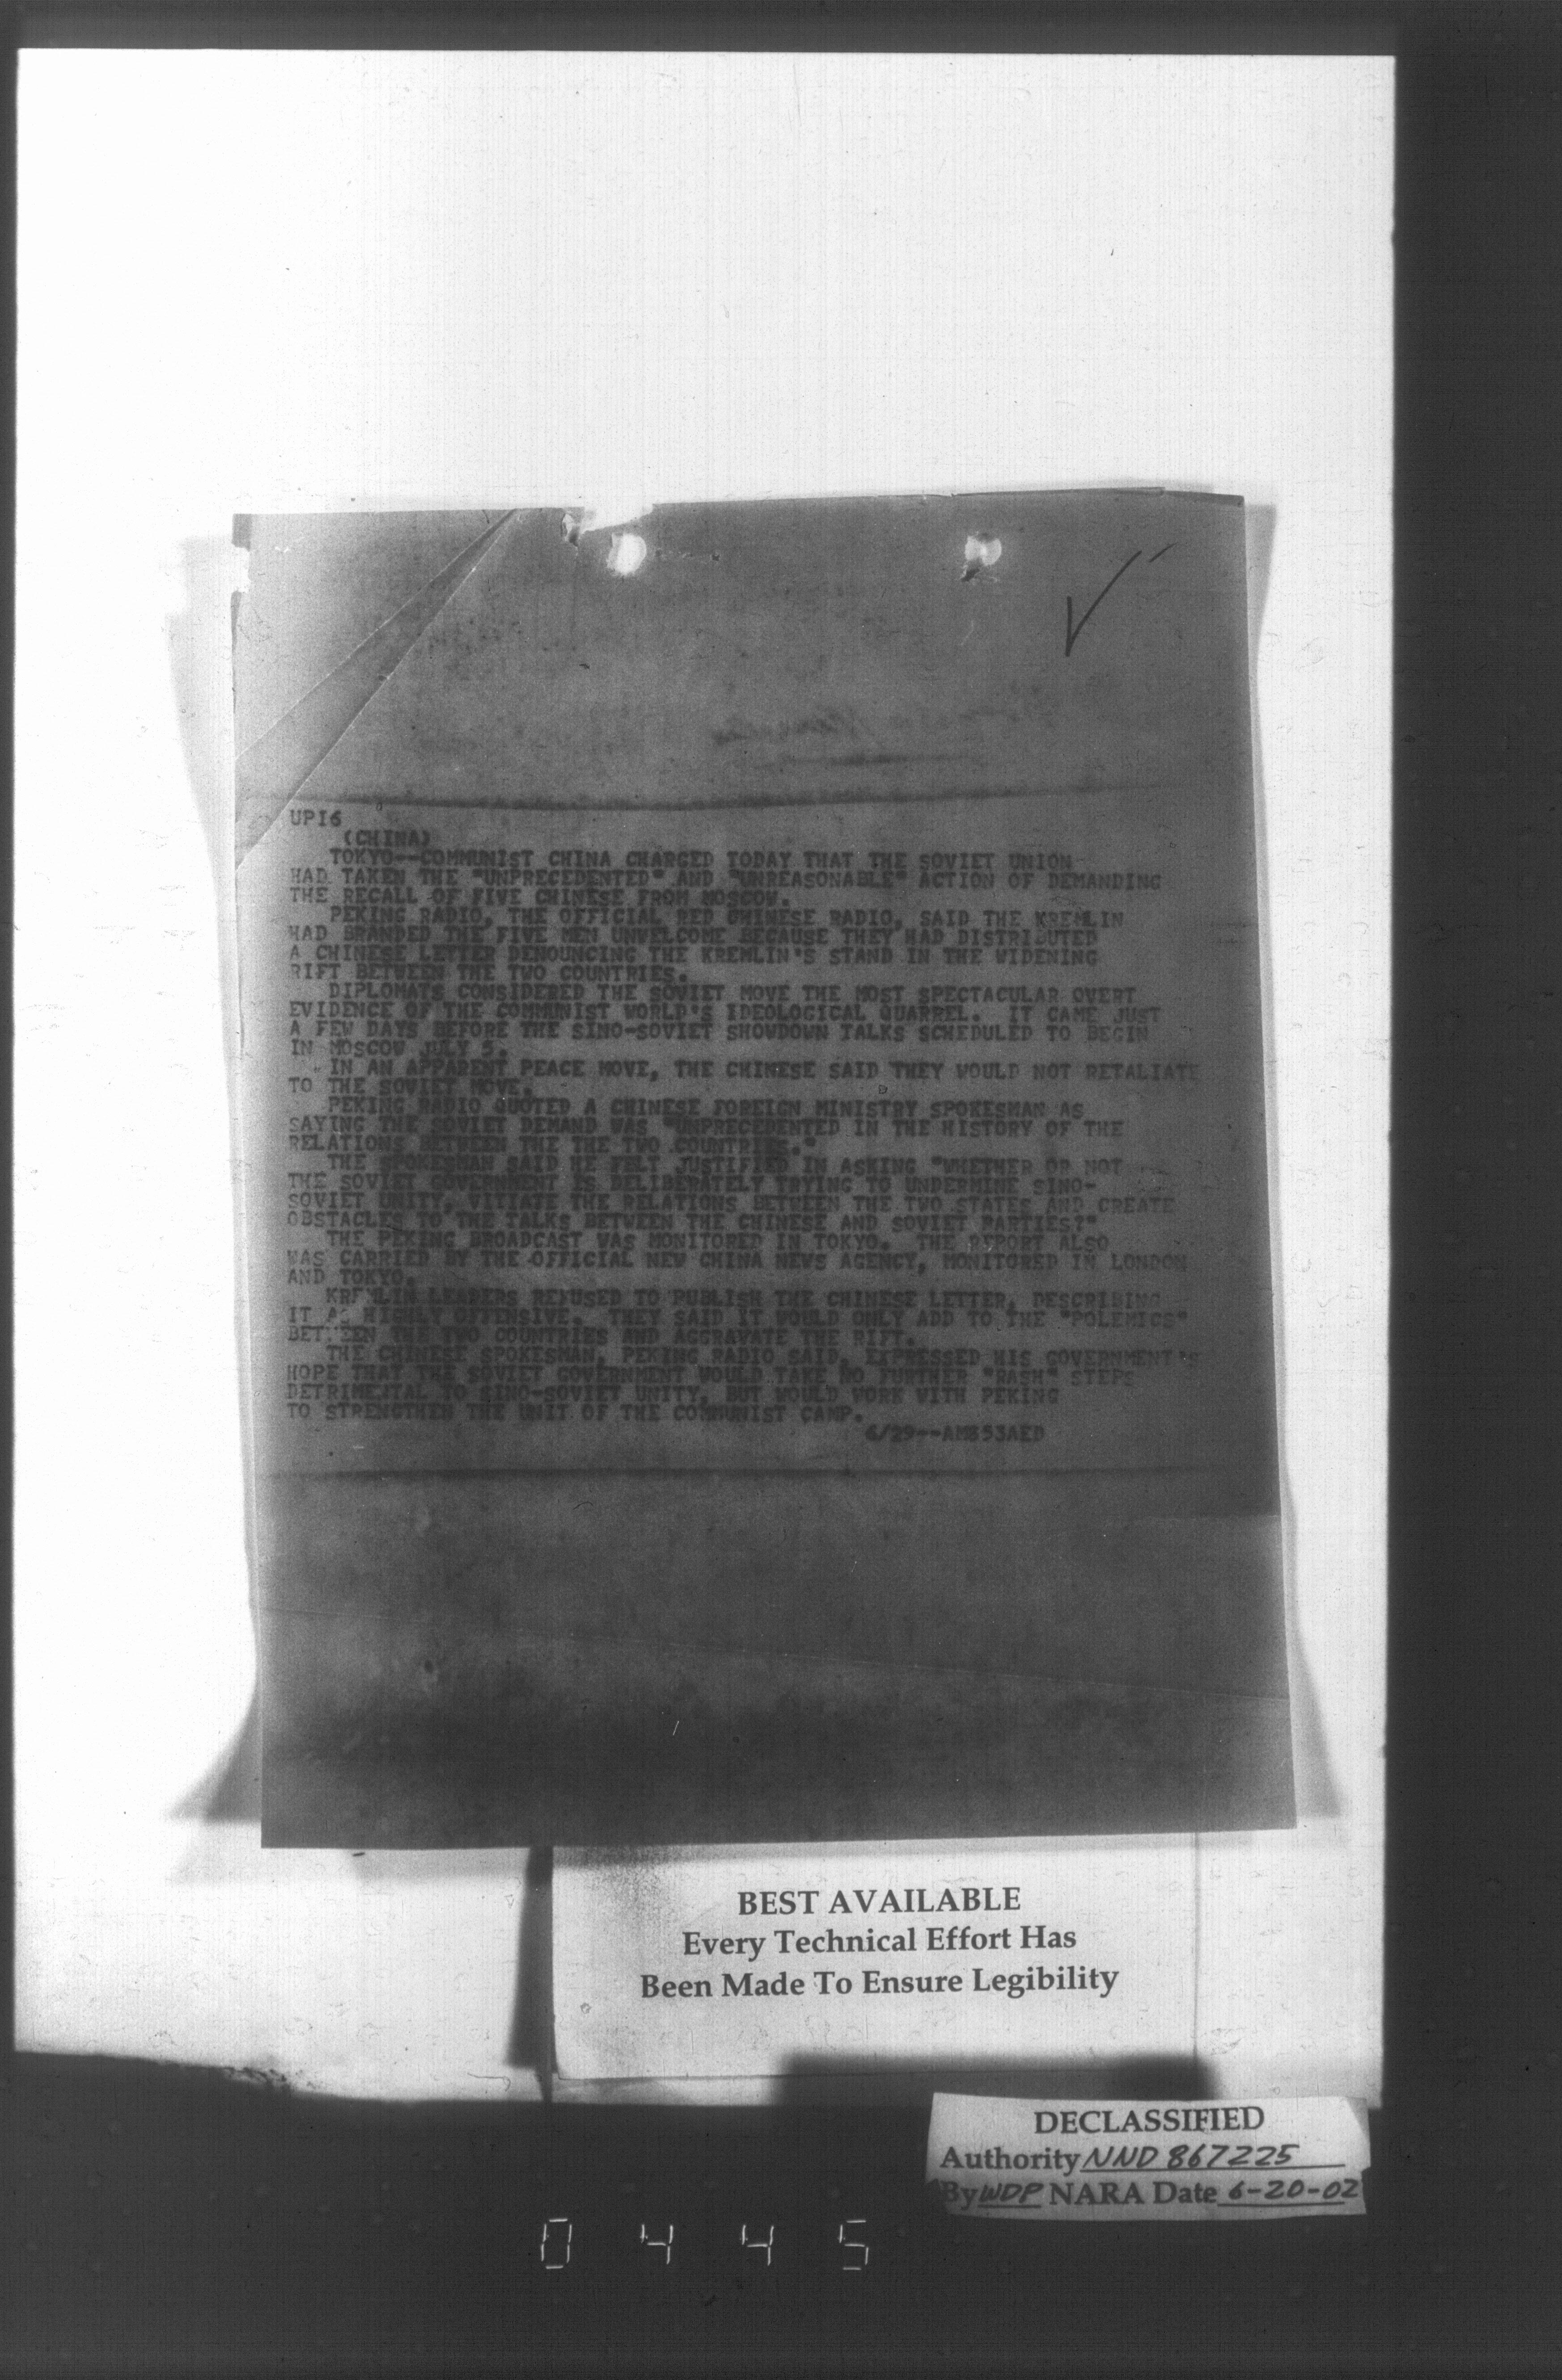 UPI6
(CHINA)
TOKYO--COMMUNIST CHINA CHARGED TODAY THAT THE SOVIET UNION
HAD TAKEN THE "UNPRECEDENTED" AND "UNREASONABLE" ACTION OF DEMANDING
THE RECALL OF FIVE CHINESE FROM MOSCOW.
PEKING RADIO, THE OFFICIAL RED CHINESE RADIO, SAID THE KREMLIN
HAD BRANDED THE FIVE MEN UNWELCOME BECAUSE THEY HAD DISTRIBUTED
A CHINESE LETTER DENOUNCING THE KREMLIN'S STAND IN THE WIDENING
RIFT BETWEEN THE TWO COUNTRIES.
DIPLOMATS CONSIDERED THE SOVIET MOVE THE MOST SPECTACULAR OVERT
EVIDENCE OF THE COMMUNIST WORLD'S IDEOLOGICAL QUARREL. IT CAME JUST
A FEW DAYS BEFORE THE SINO-SOVIET SHOWDOWN TALKS SCHEDULED TO BEGIN
IN MOSCOW JULY 5.
IN AN APPARENT PEACE MOVE, THE CHINESE SAID THEY WOULD NOT RETALIATE
TO THE SOVIET MOVE.
PEKING RADIO QUOTED A CHINESE FOREIGN MINISTRY SPOKESMAN AS
SAYING THE SOVIET DEMAND WAS "UNPRECEDENTED IN THE HISTORY OF THE
RELATIONS BETWEEN THE THE TWO COUNTRIES."
THE SPOKESMAN SAID HE FELT JUSTIFIED IN ASKING "WHETHER OR NOT
THE SOVIET GOVERNMENT IS DELIBERATELY TRYING TO UNDERMINE SINO-
SOVIET UNITY, VITIATE THE RELATIONS BETWEEN THE TWO STATES AND CREATE
OBSTACLES TO THE TALKS BETWEEN THE CHINESE AND SOVIET PARTIES?"
THE PEKING BROADCAST WAS MONITORED IN TOKYO. THE REPORT ALSO
WAS CARRIED BY THE OFFICIAL NEW CHINA NEWS AGENCY, MONITORED IN LONDON
AND TOKYO.
KREMLIN LEADERS REFUSED TO PUBLISH THE CHINESE LETTER, DESCRIBING
IT AS HIGHLY OFFENSIVE. THEY SAID IT WOULD ONLY ADD TO THE "POLEMICS"
BETWEEN THE TWO COUNTRIES AND AGGRAVATE THE RIFT.
THE CHINESE SPOKESMAN, PEKING RADIO SAID, EXPRESSED HIS GOVERNMENT'S
HOPE THAT THE SOVIET GOVERNMENT WOULD TAKE NO FURTHER "RASH" STEPS
DETRIMENTAL TO SINO-SOVIET UNITY, BUT WOULD WORK WITH PEKING
TO STRENGTHEN THE UNIT OF THE COMMUNIST CAMP.
6/29--AM853AED
BEST AVAILABLE
Every Technical Effort Has
Been Made To Ensure Legibility
DECLASSIFIED
Authority NND 867225
By WDP NARA Date 6-20-02
0 4 4 5